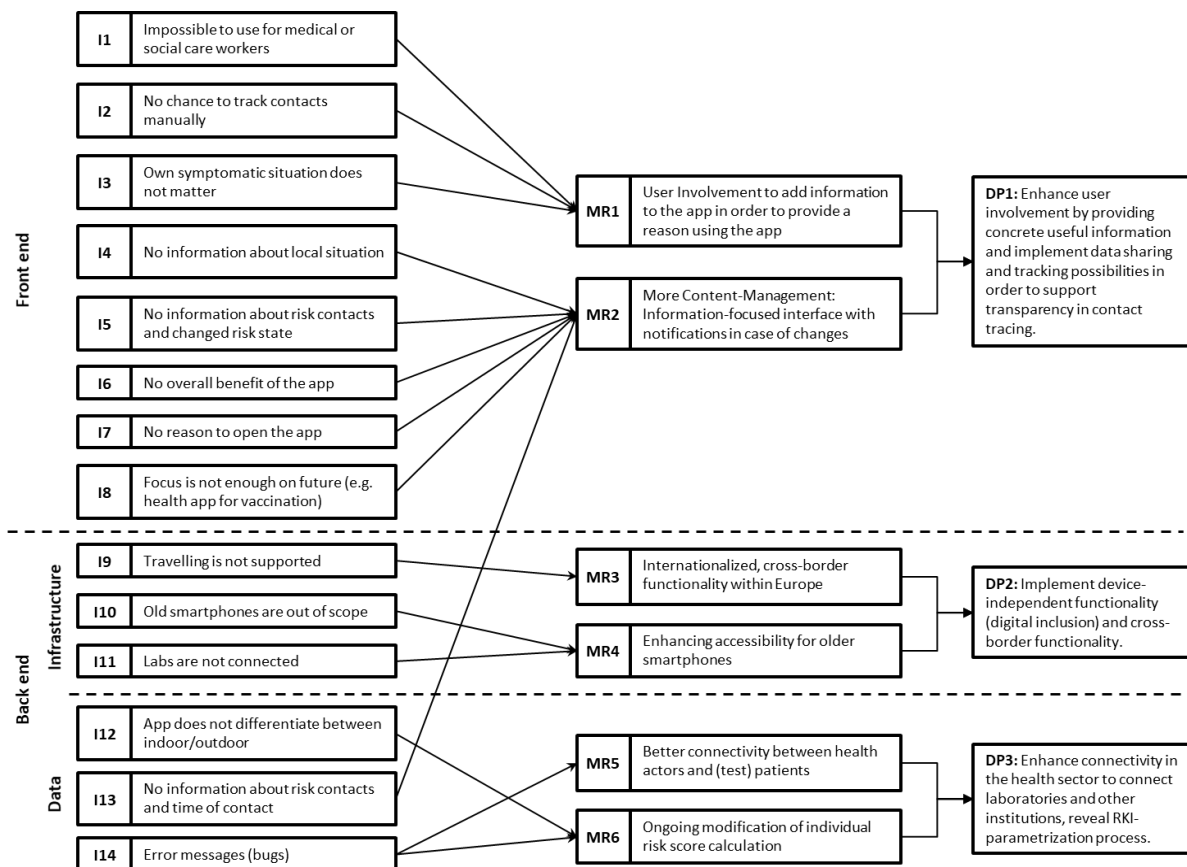 Front end
I1
Impossible to use for medical or
social care workers
I2
No chance to track contacts
manually
I3
Own symptomatic situation does
not matter
I4
No information about local situation
I5
No information about risk contacts
and changed risk state
I6
No overall benefit of the app
I7
No reason to open the app
I8
Focus is not enough on future (e.g.
health app for vaccination)
MR1
User Involvement to add information
to the app in order to provide a
reason using the app
MR2
More Content-Management:
Information-focused interface with
notifications in case of changes
DP1: Enhance user
involvement by providing
concrete useful information
and implement data sharing
and tracking possibilities in
order to support
transparency in contact
tracing.
Back end
Infrastructure
I9
Travelling is not supported
I10
Old smartphones are out of scope
I11
Labs are not connected
MR3
Internationalized, cross-border
functionality within Europe
MR4
Enhancing accessibility for older
smartphones
DP2: Implement device-
independent functionality
(digital inclusion) and cross-
border functionality.
Data
I12
App does not differentiate between
indoor/outdoor
I13
No information about risk contacts
and time of contact
I14
Error messages (bugs)
MR5
Better connectivity between health
actors and (test) patients
MR6
Ongoing modification of individual
risk score calculation
DP3: Enhance connectivity in
the health sector to connect
laboratories and other
institutions, reveal RKI-
parametrization process.